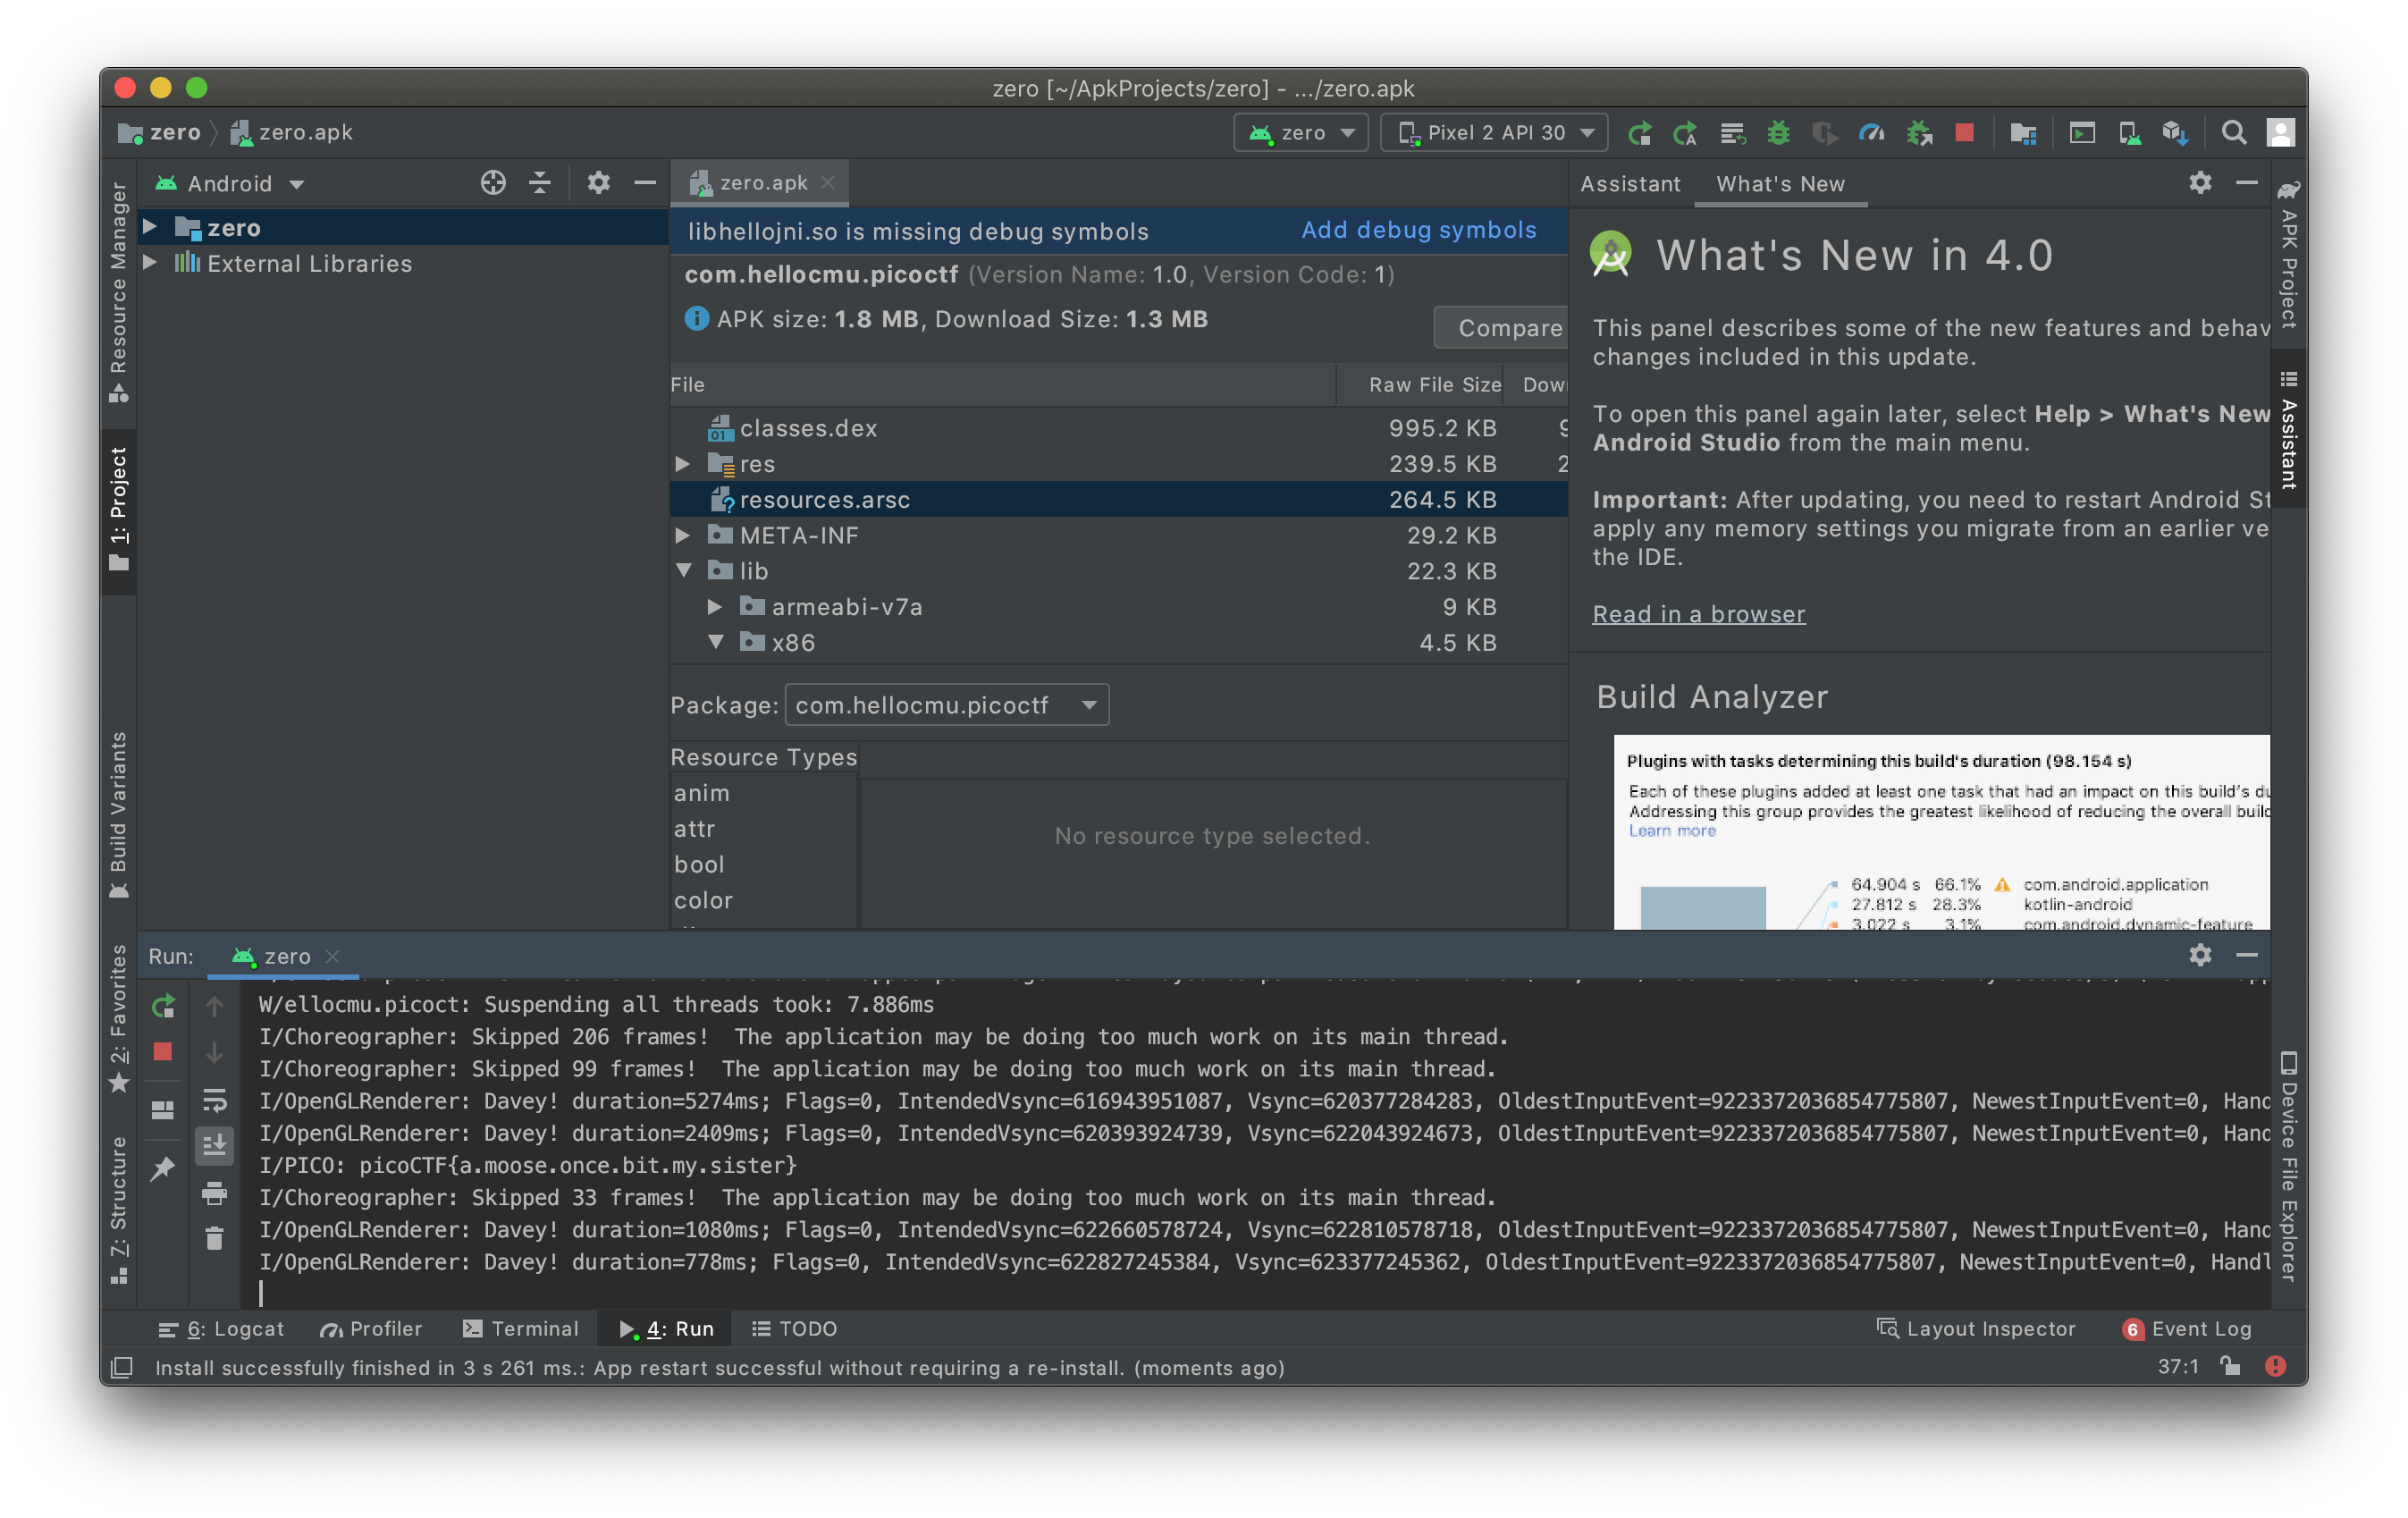 zero [~/ApkProjects/zero] - .../zero.apk
zero
zero.apk
zero
Pixel 2 API 30
Resource Manager
1: Project
Build Variants
2: Favorites
7: Structure
Android
zero
External Libraries
zero.apk
libhellojni.so is missing debug symbols
Add debug symbols
com.hellocmu.picoctf (Version Name: 1.0, Version Code: 1)
APK size: 1.8 MB, Download Size: 1.3 MB
Compare
File Raw File Size Dow
classes.dex 995.2 KB 9
res 239.5 KB 2
resources.arsc 264.5 KB
META-INF 29.2 KB
lib 22.3 KB
armeabi-v7a 9 KB
x86 4.5 KB
Package: com.hellocmu.picoctf
Resource Types
anim
attr
bool
color
No resource type selected.
Assistant What's New
What's New in 4.0
This panel describes some of the new features and behav
changes included in this update.
To open this panel again later, select Help > What's New
Android Studio from the main menu.
Important: After updating, you need to restart Android St
apply any memory settings you migrate from an earlier ve
the IDE.
Read in a browser
Build Analyzer
Plugins with tasks determining this build's duration (98.154 s)
Each of these plugins added at least one task that had an impact on this build's du
Addressing this group provides the greatest likelihood of reducing the overall build
Learn more
64.904 s 66.1% com.android.application
27.812 s 28.3% kotlin-android
3.022 s 3.1% com.android.dynamic-feature
APK Project
Assistant
Device File Explorer
Run: zero
W/ellocmu.picoct: Suspending all threads took: 7.886ms
I/Choreographer: Skipped 206 frames!  The application may be doing too much work on its main thread.
I/Choreographer: Skipped 99 frames!  The application may be doing too much work on its main thread.
I/OpenGLRenderer: Davey! duration=5274ms; Flags=0, IntendedVsync=616943951087, Vsync=620377284283, OldestInputEvent=9223372036854775807, NewestInputEvent=0, Hand
I/OpenGLRenderer: Davey! duration=2409ms; Flags=0, IntendedVsync=620393924739, Vsync=622043924673, OldestInputEvent=9223372036854775807, NewestInputEvent=0, Hand
I/PICO: picoCTF{a.moose.once.bit.my.sister}
I/Choreographer: Skipped 33 frames!  The application may be doing too much work on its main thread.
I/OpenGLRenderer: Davey! duration=1080ms; Flags=0, IntendedVsync=622660578724, Vsync=622810578718, OldestInputEvent=9223372036854775807, NewestInputEvent=0, Hand
I/OpenGLRenderer: Davey! duration=778ms; Flags=0, IntendedVsync=622827245384, Vsync=623377245362, OldestInputEvent=9223372036854775807, NewestInputEvent=0, Handl
6: Logcat Profiler Terminal 4: Run TODO Layout Inspector 6 Event Log
Install successfully finished in 3 s 261 ms.: App restart successful without requiring a re-install. (moments ago) 37:1